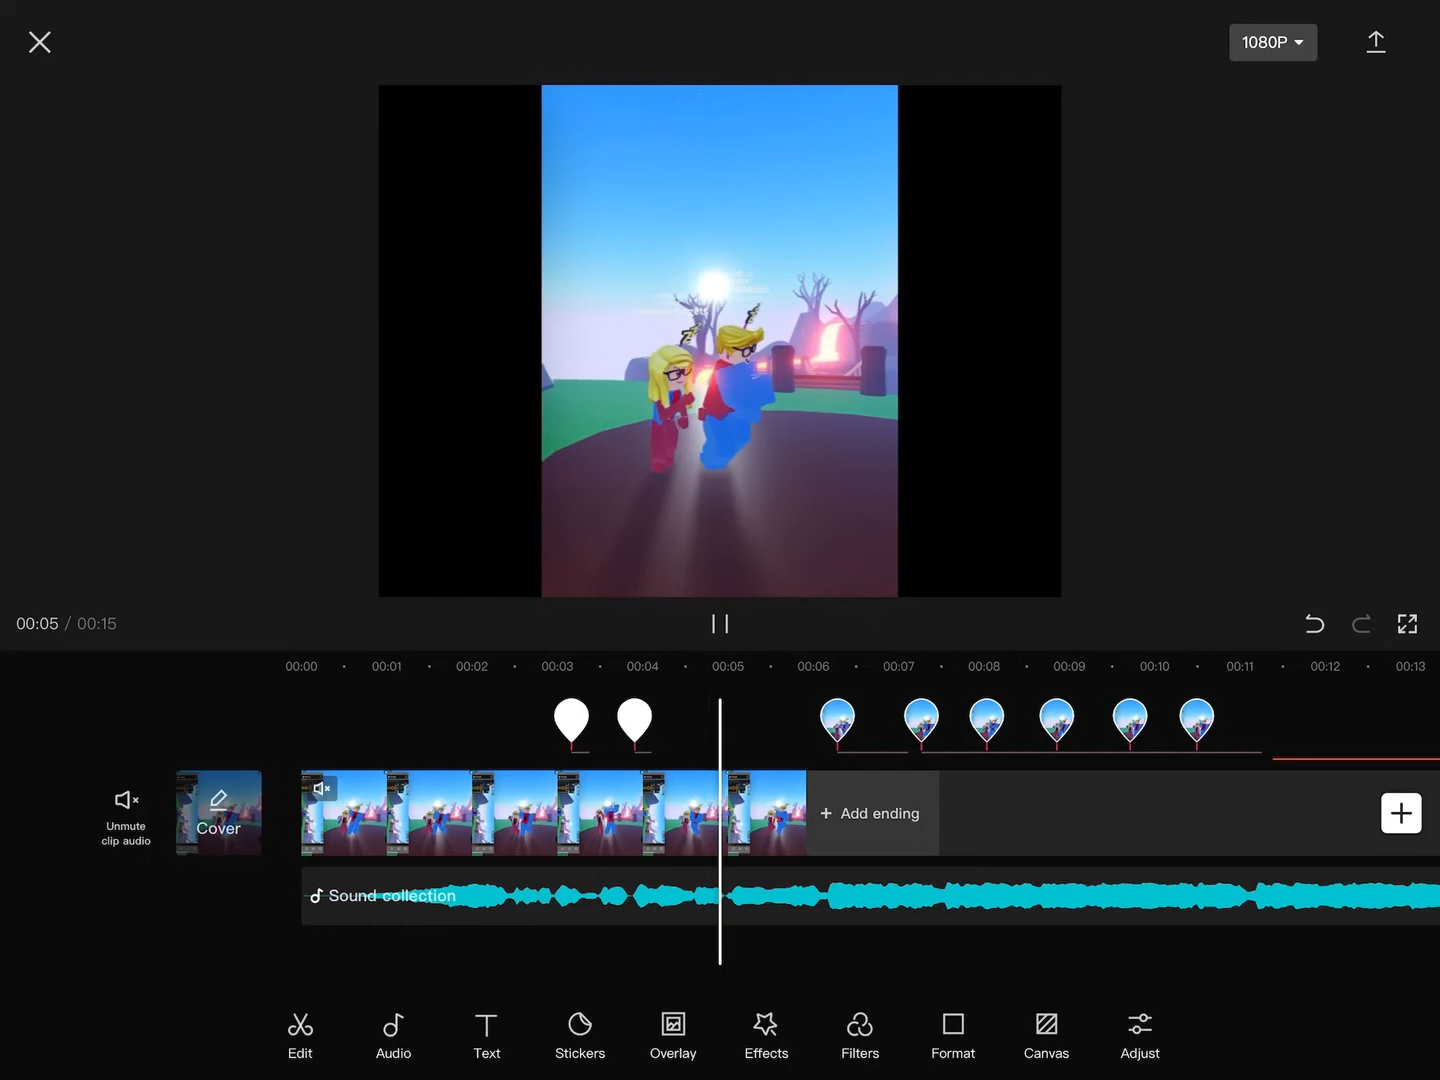 1080P
00:05 / 00:15
00:00 00:01 00:02 00:03 00:04 00:05 00:06 00:07 00:08 00:09 00:10 00:11 00:12 00:13
Unmute
clip audio
Cover
+ Add ending
Sound collection
Edit Audio Text Stickers Overlay Effects Filters Format Canvas Adjust